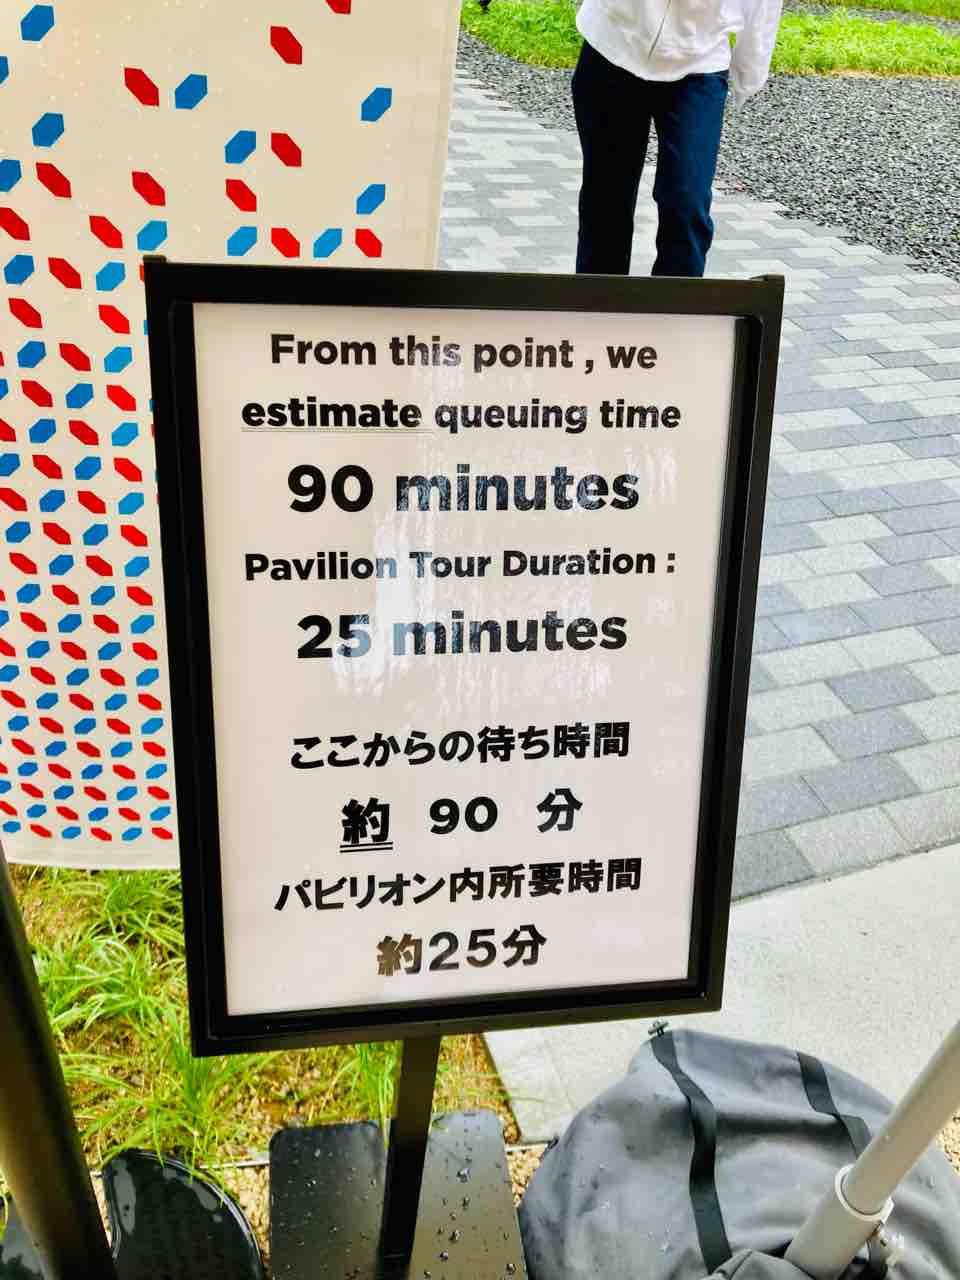 From this point , we
estimate queuing time
90 minutes
Pavilion Tour Duration :
25 minutes
ここからの待ち時間
約 90 分
パビリオン内所要時間
約25分